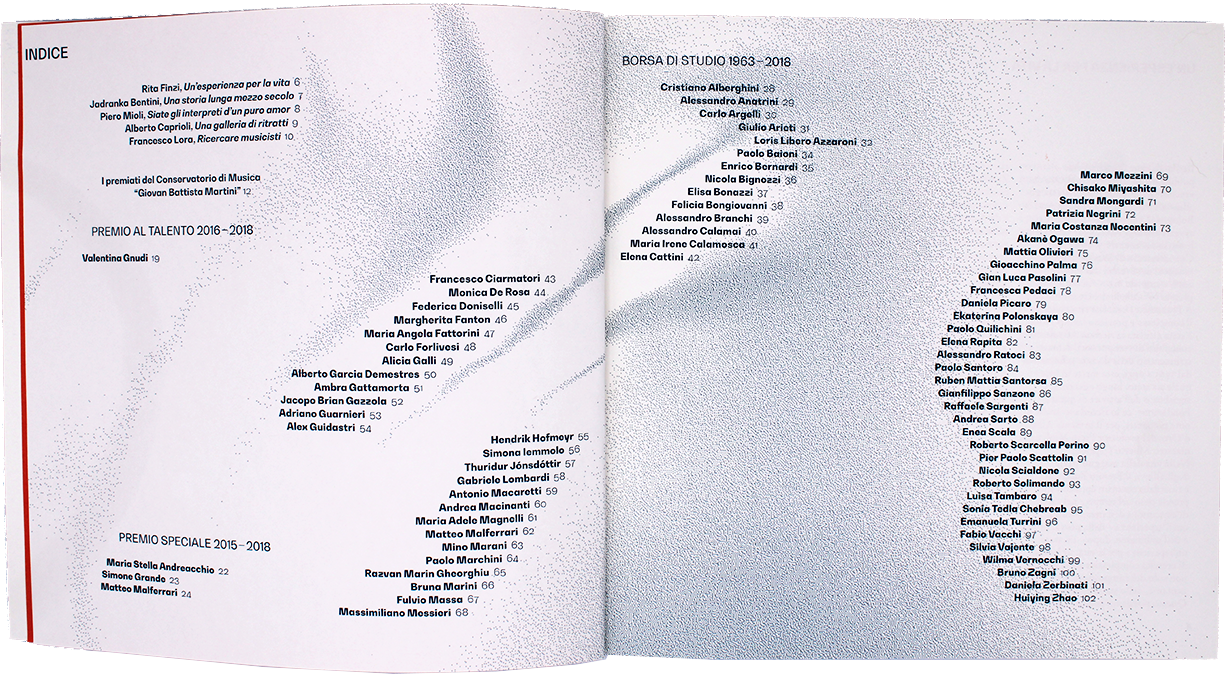 INDICE
Rita Finzi, Un'esperienza per la vita 6
Jadranka Bentini, Una storia lunga mezzo secolo 7
Piero Mioli, Siate gli interpreti d'un puro amor 8
Alberto Caprioli, Una galleria di ritratti 9
Francesco Lora, Ricercare musicisti 10
I premiati del Conservatorio di Musica
"Giovan Battista Martini" 12
PREMIO AL TALENTO 2016–2018
Valentina Gnudi 19
Francesco Ciarmatori 43
Monica De Rosa 44
Federica Doniselli 45
Margherita Fanton 46
Maria Angela Fattorini 47
Carlo Forlivesi 48
Alicia Galli 49
Alberto Garcia Demestres 50
Ambra Gattamorta 51
Jacopo Brian Gazzola 52
Adriano Guarnieri 53
Alex Guidastri 54
Hendrik Hofmeyr 55
Simona Iemmolo 56
Thuridur Jónsdóttir 57
Gabriele Lombardi 58
Antonio Macaretti 59
Andrea Macinanti 60
Maria Adele Magnelli 61
Matteo Malferrari 62
Mino Marani 63
Paolo Marchini 64
Razvan Marin Gheorghiu 65
Bruna Marini 66
Fulvio Massa 67
Massimiliano Messieri 68
PREMIO SPECIALE 2015–2018
Maria Stella Andreacchio 22
Simone Grande 23
Matteo Malferrari 24
BORSA DI STUDIO 1963–2018
Cristiano Alberghini 28
Alessandro Anatrini 29
Carlo Argelli 30
Giulio Arieti 31
Loris Libero Azzaroni 32
Paolo Baioni 34
Enrico Bernardi 35
Nicola Bignozzi 36
Elisa Bonazzi 37
Felicia Bongiovanni 38
Alessandro Branchi 39
Alessandro Calamai 40
Maria Irene Calamosca 41
Elena Cattini 42
Marco Mezzini 69
Chisako Miyashita 70
Sandra Mongardi 71
Patrizia Negrini 72
Maria Costanza Nocentini 73
Akanè Ogawa 74
Mattia Olivieri 75
Gioacchino Palma 76
Gian Luca Pasolini 77
Francesca Pedaci 78
Daniela Picaro 79
Ekaterina Polonskaya 80
Paolo Quilichini 81
Elena Rapita 82
Alessandro Ratoci 83
Paolo Santoro 84
Ruben Mattia Santorsa 85
Gianfilippo Sanzone 86
Raffaele Sargenti 87
Andrea Sarto 88
Enea Scala 89
Roberto Scarcella Perino 90
Pier Paolo Scattolin 91
Nicola Scialdone 92
Roberto Solimando 93
Luisa Tambaro 94
Sonia Tedla Chebreab 95
Emanuela Turrini 96
Fabio Vacchi 97
Silvia Vajente 98
Wilma Vernocchi 99
Bruno Zagni 100
Daniela Zerbinati 101
Huiying Zhao 102